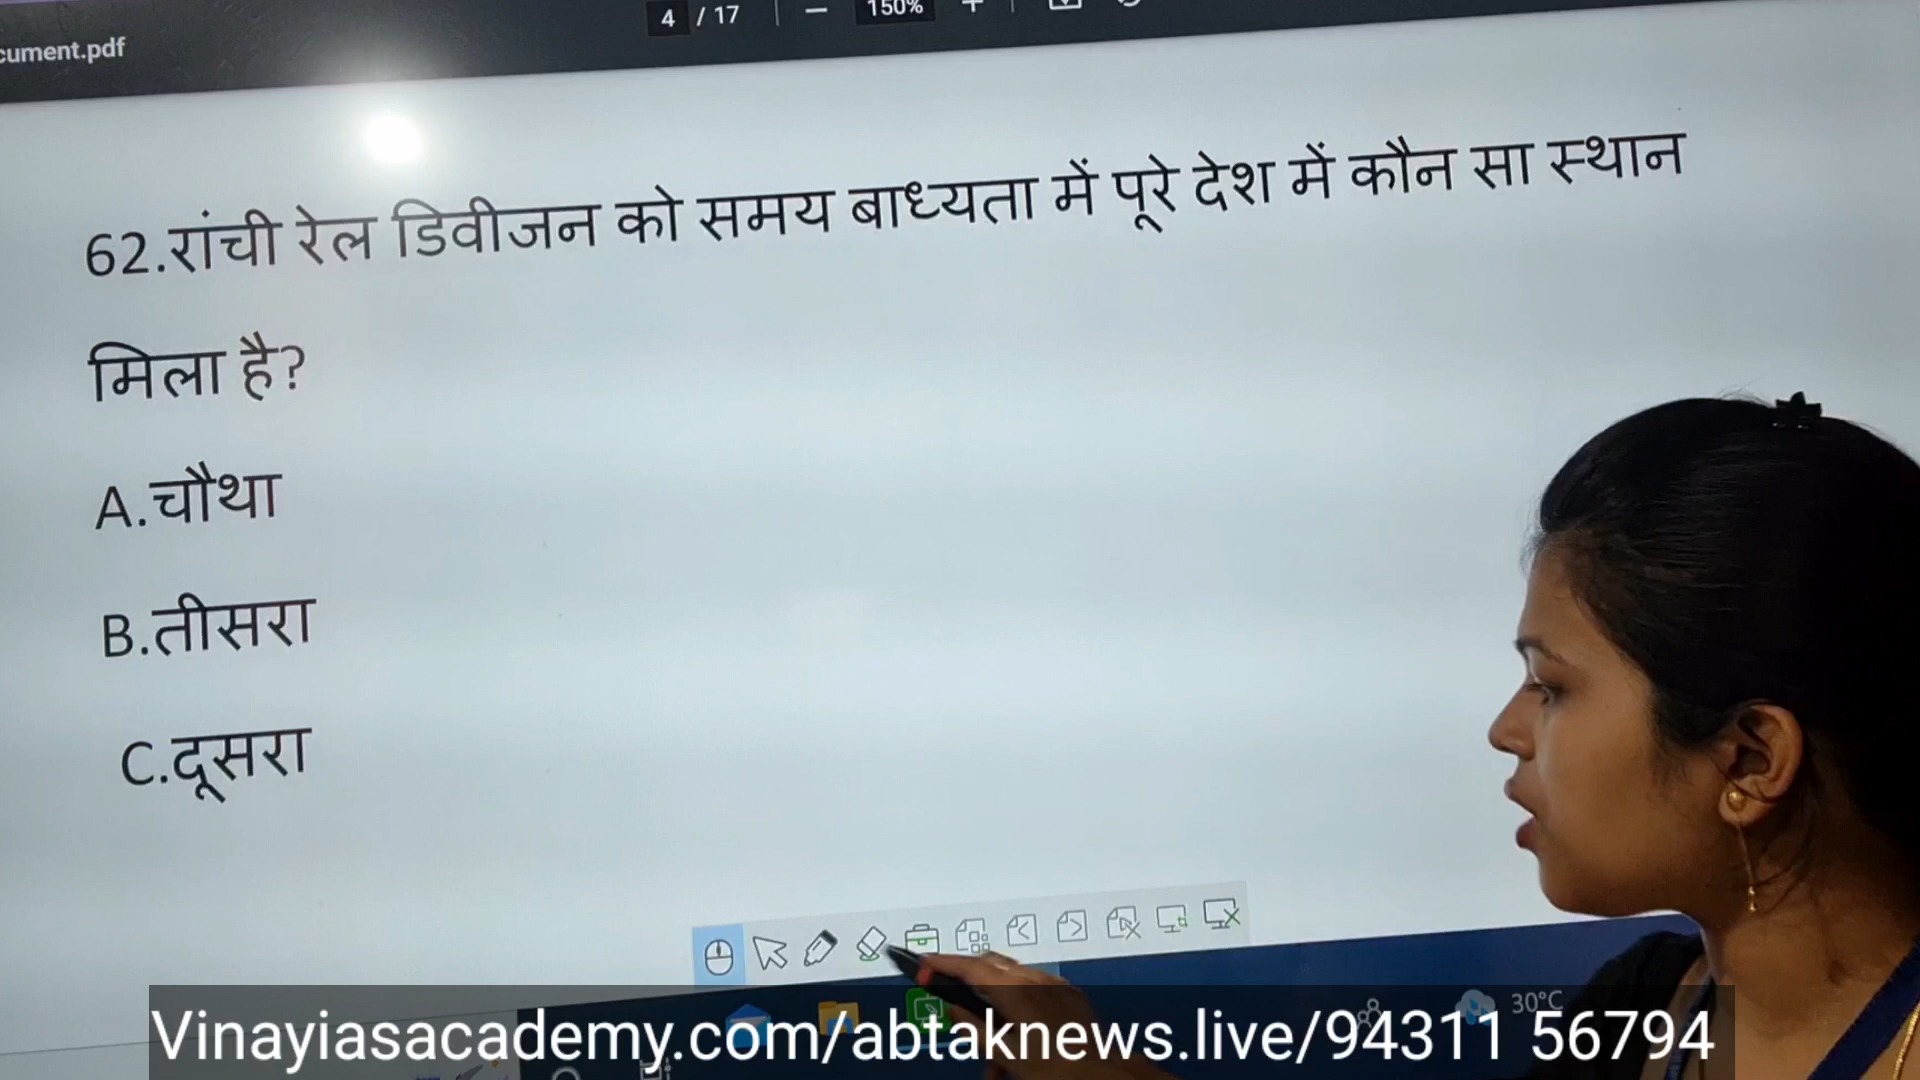 cument.pdf
4 / 17
150%
62.रांची रेल डिवीजन को समय बाध्यता में पूरे देश में कौन सा स्थान
मिला है?
A.चौथा
B.तीसरा
C.दूसरा
30°C
Vinayiasacademy.com/abtaknews.live/94311 56794